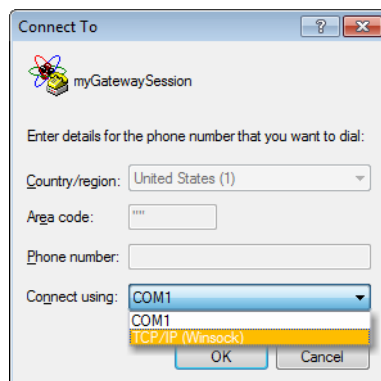 Connect To
myGatewaySession
Enter details for the phone number that you want to dial:
Country/region: United States (1)
Area code: ""
Phone number:
Connect using: COM1
COM1
TCP/IP (Winsock)
OK Cancel